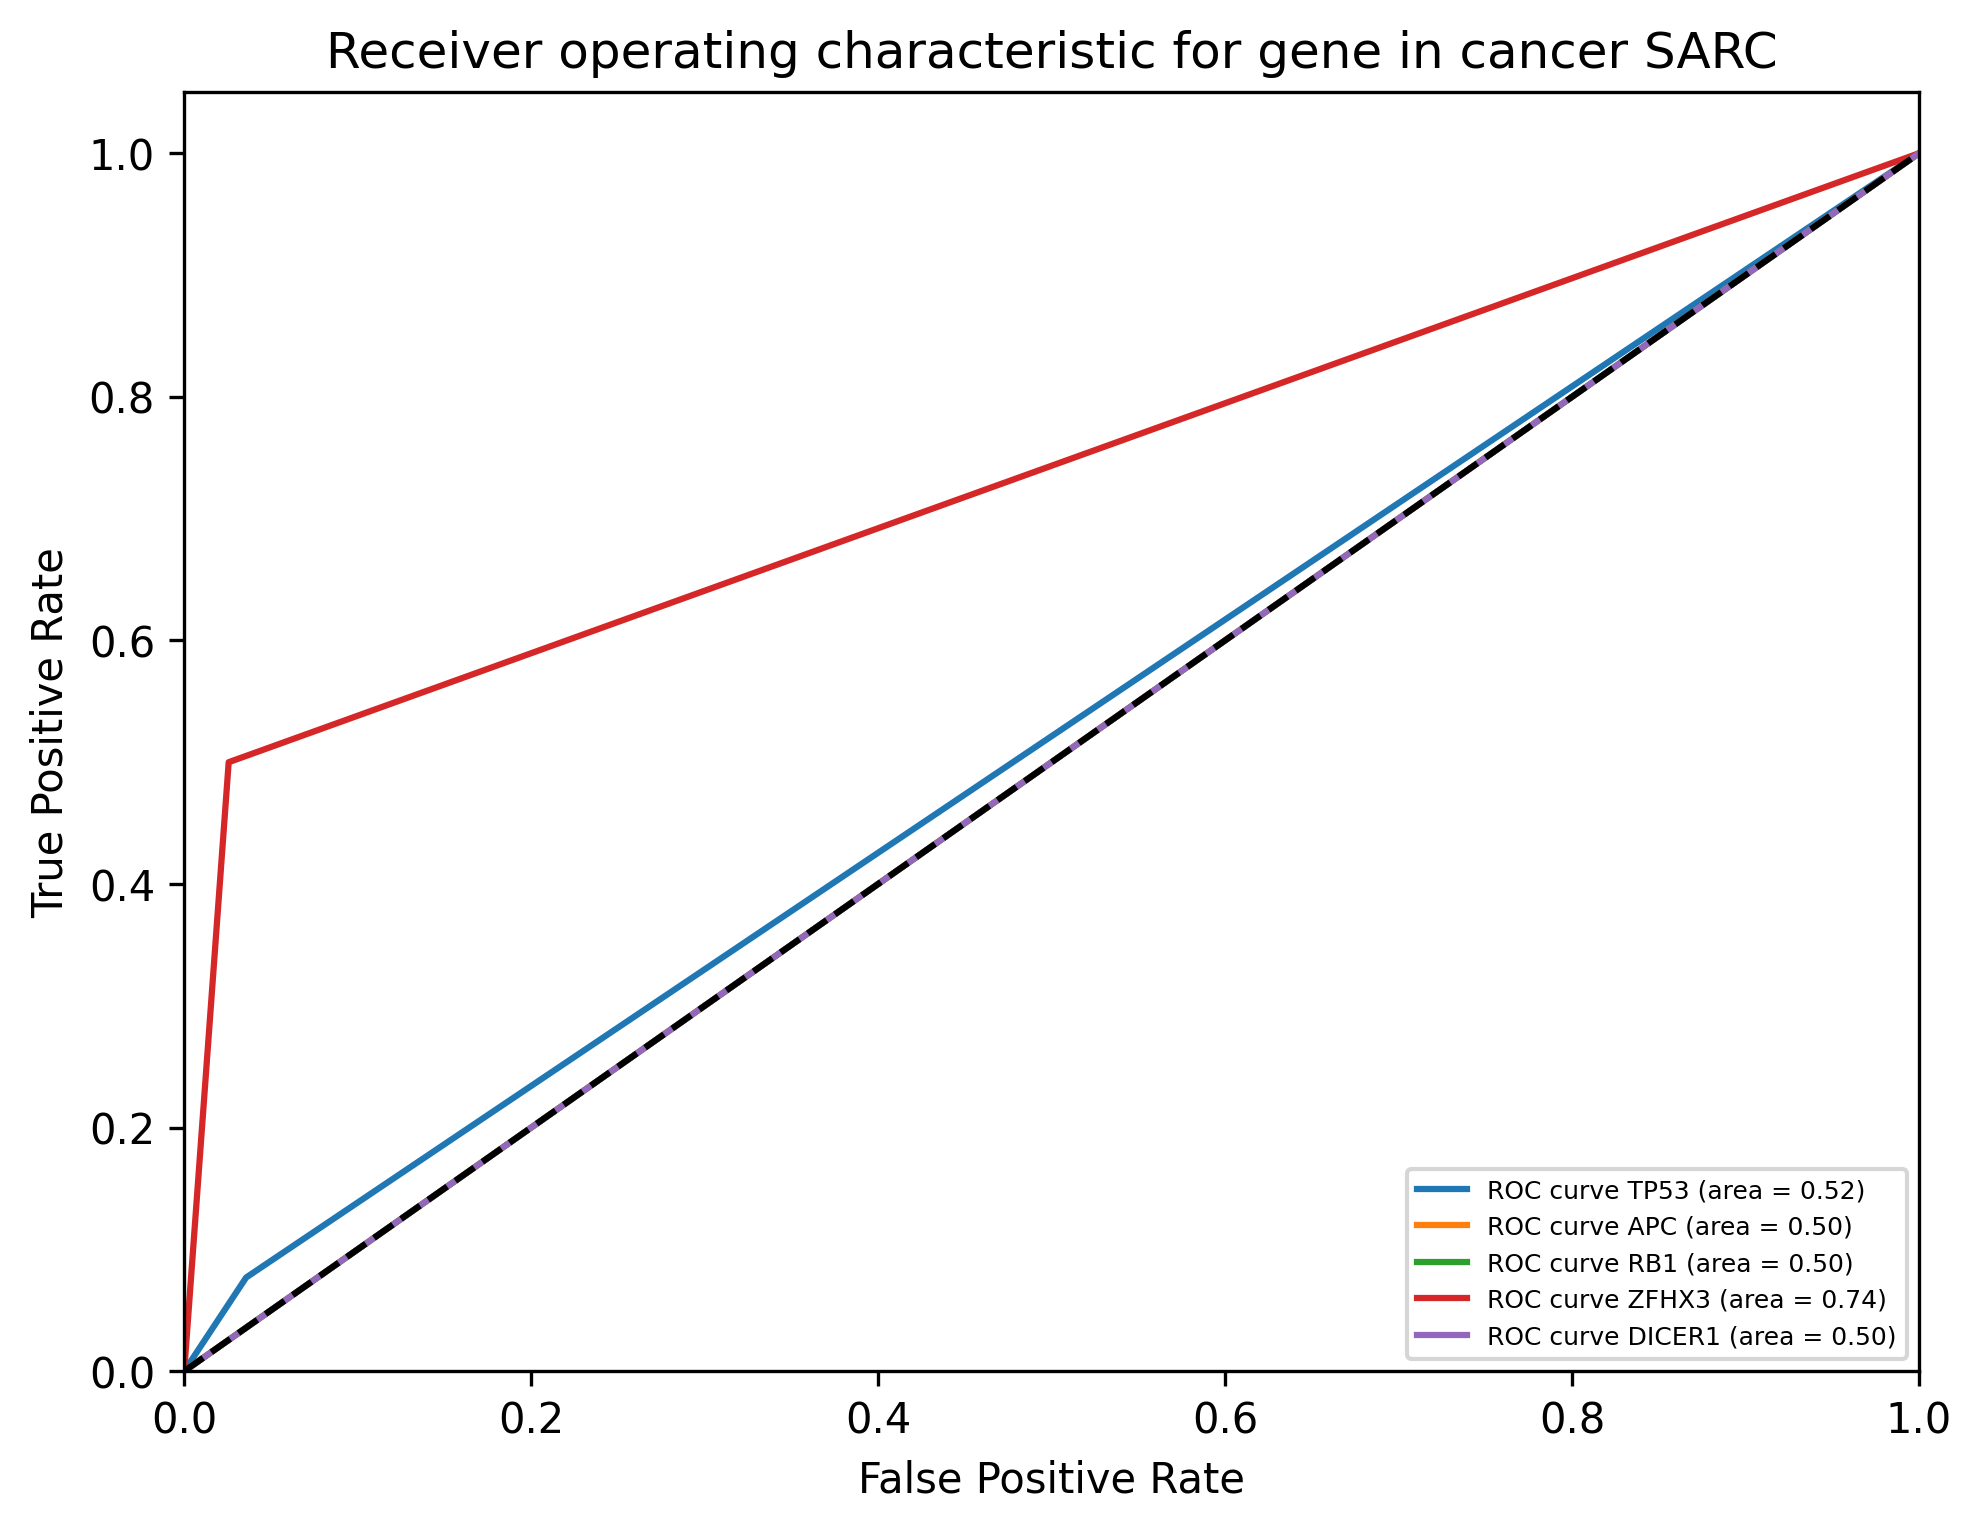 Receiver operating characteristic for gene in cancer SARC
True Positive Rate
1.0
0.8
0.6
0.4
0.2
0.0
ROC curve TP53 (area = 0.52)
ROC curve APC (area = 0.50)
ROC curve RB1 (area = 0.50)
ROC curve ZFHX3 (area = 0.74)
ROC curve DICER1 (area = 0.50)
0.0 0.2 0.4 0.6 0.8 1.0
False Positive Rate